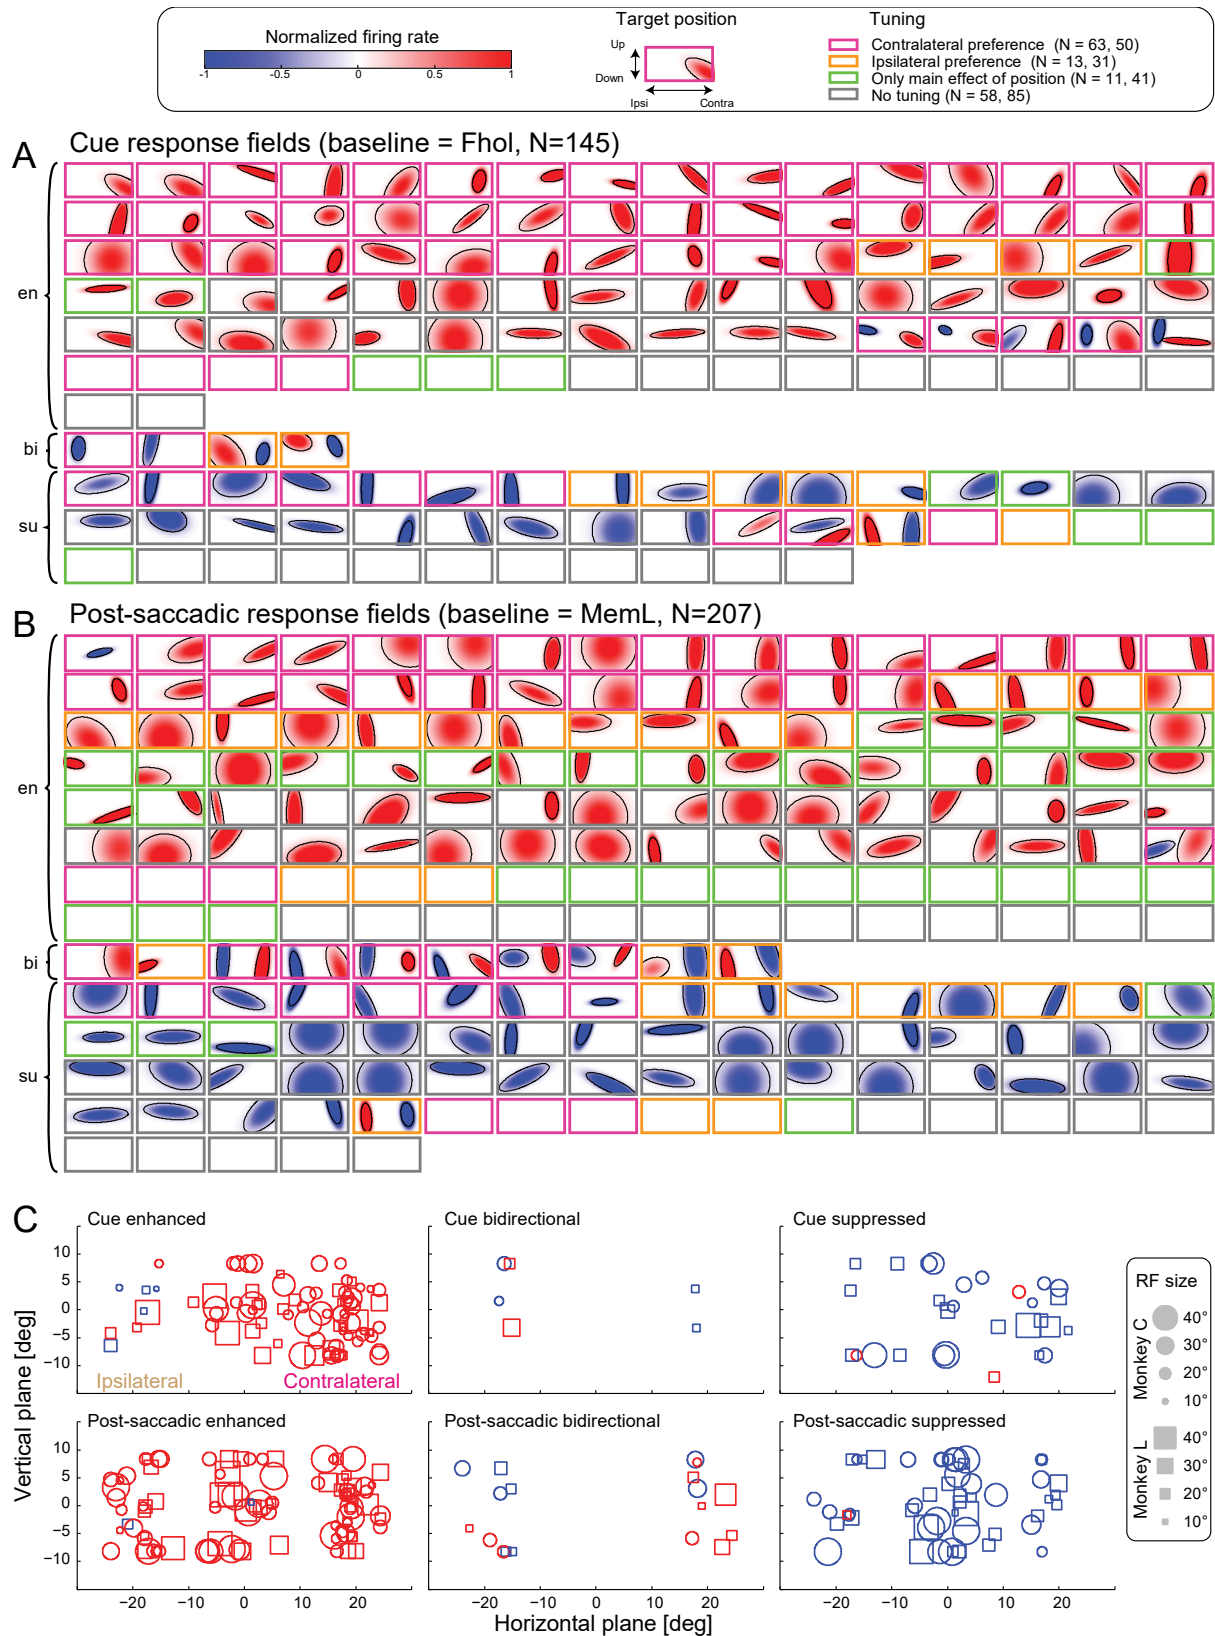 Normalized firing rate
-1 -0.5 0 0.5 1
Target position
Up
Down
Ipsi Contra
Tuning
Contralateral preference (N = 63, 50)
Ipsilateral preference (N = 13, 31)
Only main effect of position (N = 11, 41)
No tuning (N = 58, 85)
A
Cue response fields (baseline = Fhol, N=145)
en
bi
su
B
Post-saccadic response fields (baseline = MemL, N=207)
en
bi
su
C
Cue enhanced
Cue bidirectional
Cue suppressed
10
5
0
−5
−10
Ipsilateral
Contralateral
Post-saccadic enhanced
Post-saccadic bidirectional
Post-saccadic suppressed
10
5
0
−5
−10
Vertical plane [deg]
−20 −10 0 10 20
−20 −10 0 10 20
−20 −10 0 10 20
Horizontal plane [deg]
RF size
Monkey C
40°
30°
20°
10°
Monkey L
40°
30°
20°
10°